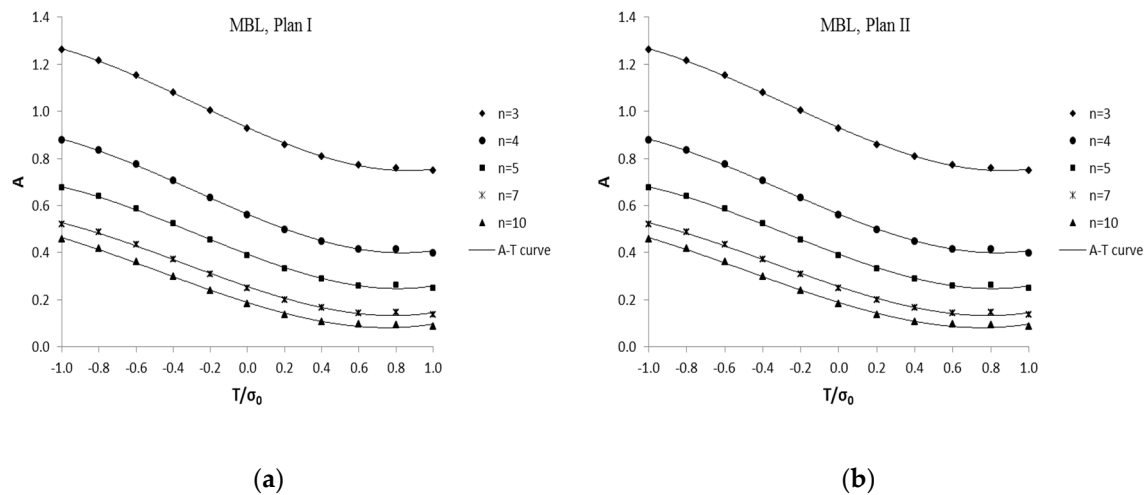 MBL, Plan I
1.4
1.2
1.0
0.8
0.6
0.4
0.2
0.0
A
-1.0 -0.8 -0.6 -0.4 -0.2 0.0 0.2 0.4 0.6 0.8 1.0
T/σ₀
n=3
n=4
n=5
n=7
n=10
A-T curve
(a)
MBL, Plan II
1.4
1.2
1.0
0.8
0.6
0.4
0.2
0.0
A
-1.0 -0.8 -0.6 -0.4 -0.2 0.0 0.2 0.4 0.6 0.8 1.0
T/σ₀
n=3
n=4
n=5
n=7
n=10
A-T curve
(b)